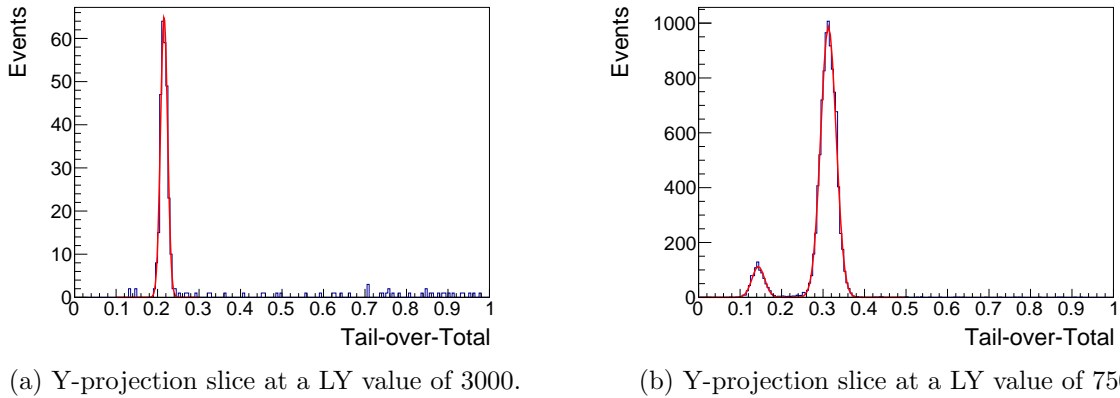 Events
60
50
40
30
20
10
0
0 0.1 0.2 0.3 0.4 0.5 0.6 0.7 0.8 0.9 1
Tail-over-Total
(a) Y-projection slice at a LY value of 3000.
Events
1000
800
600
400
200
0
0 0.1 0.2 0.3 0.4 0.5 0.6 0.7 0.8 0.9 1
Tail-over-Total
(b) Y-projection slice at a LY value of